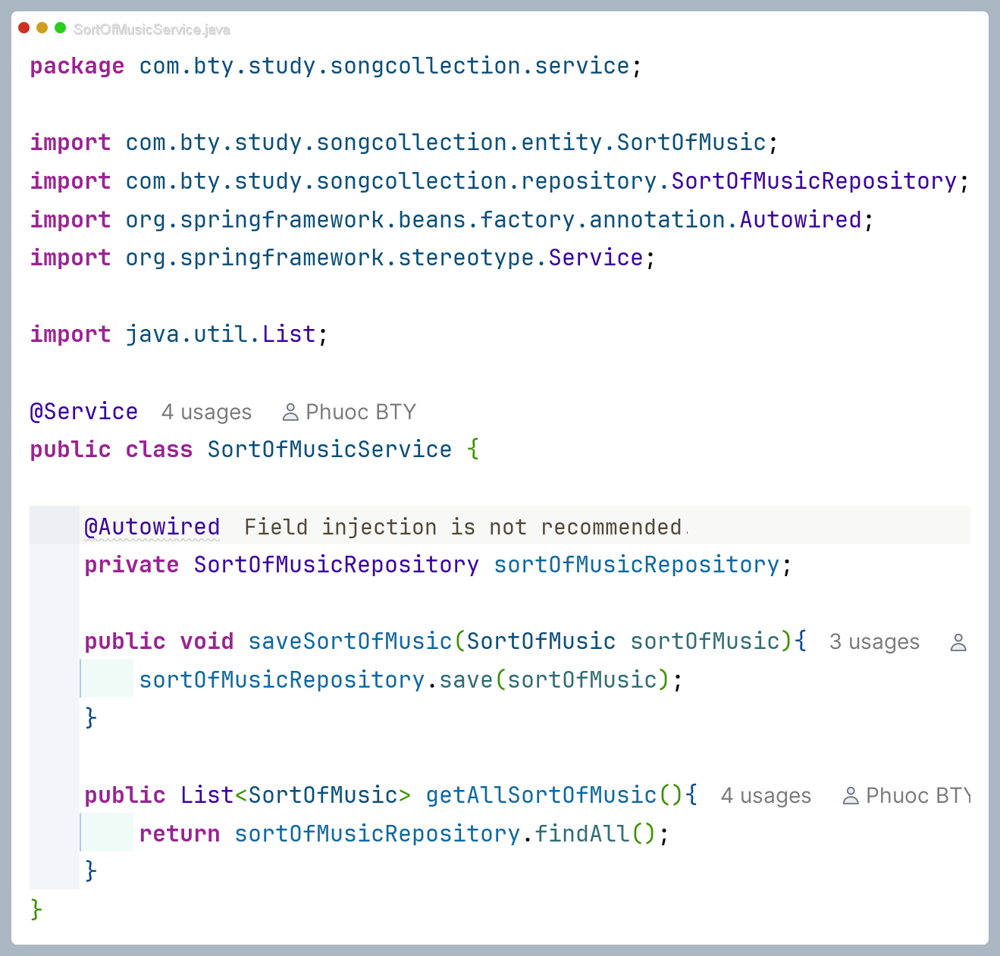 SortOfMusicService.java
package com.bty.study.songcollection.service;
import com.bty.study.songcollection.entity.SortOfMusic;
import com.bty.study.songcollection.repository.SortOfMusicRepository;
import org.springframework.beans.factory.annotation.Autowired;
import org.springframework.stereotype.Service;
import java.util.List;
@Service 4 usages Phuoc BTY
public class SortOfMusicService {
@Autowired Field injection is not recommended.
private SortOfMusicRepository sortOfMusicRepository;
public void saveSortOfMusic(SortOfMusic sortOfMusic){ 3 usages
sortOfMusicRepository.save(sortOfMusic);
}
public List<SortOfMusic> getAllSortOfMusic(){ 4 usages Phuoc BTY
return sortOfMusicRepository.findAll();
}
}